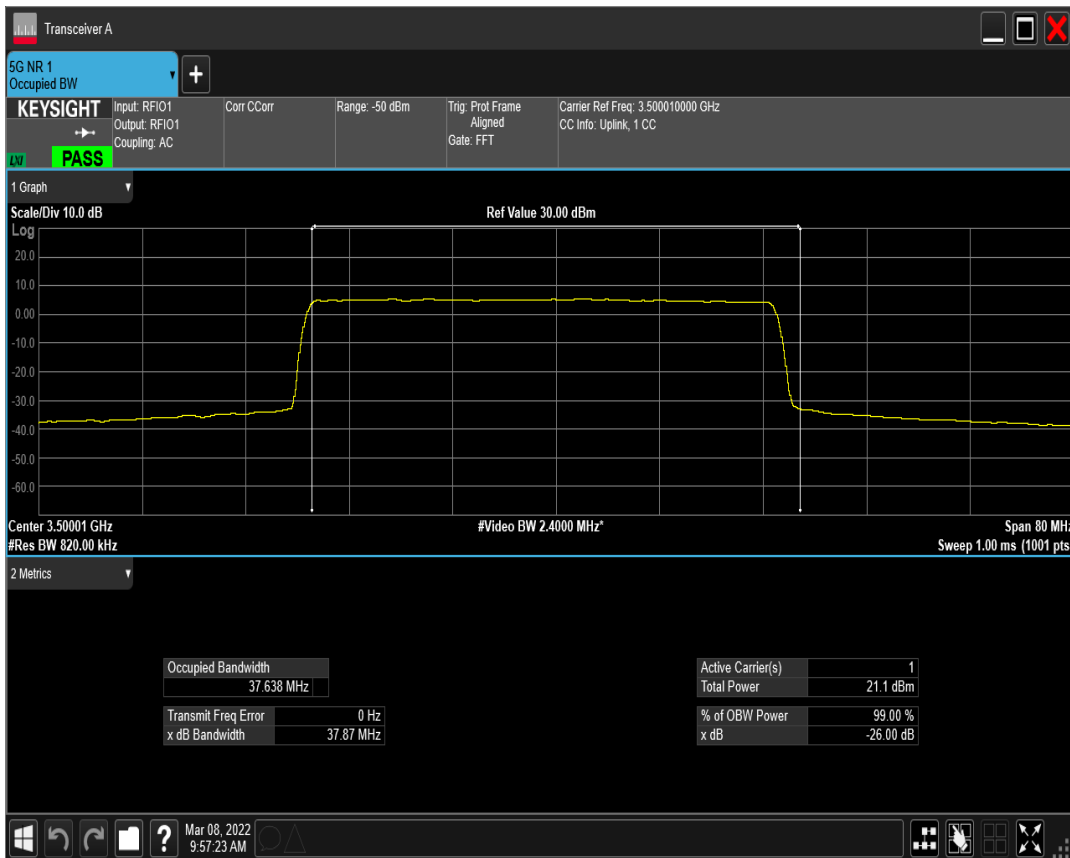 Transceiver A
5G NR 1
Occupied BW
+
KEYSIGHT
LXI
PASS
Input: RFIO1
Output: RFIO1
Coupling: AC
Corr CCorr
Range: -50 dBm
Trig: Prot Frame
Aligned
Gate: FFT
Carrier Ref Freq: 3.500010000 GHz
CC Info: Uplink, 1 CC
1 Graph
Scale/Div 10.0 dB
Ref Value 30.00 dBm
Log
20.0
10.0
0.00
-10.0
-20.0
-30.0
-40.0
-50.0
-60.0
Center 3.50001 GHz
#Video BW 2.4000 MHz*
Span 80 MHz
#Res BW 820.00 kHz
Sweep 1.00 ms (1001 pts
2 Metrics
Occupied Bandwidth
37.638 MHz
Transmit Freq Error 0 Hz
x dB Bandwidth 37.87 MHz
Active Carrier(s) 1
Total Power 21.1 dBm
% of OBW Power 99.00 %
x dB -26.00 dB
?
Mar 08, 2022
9:57:23 AM